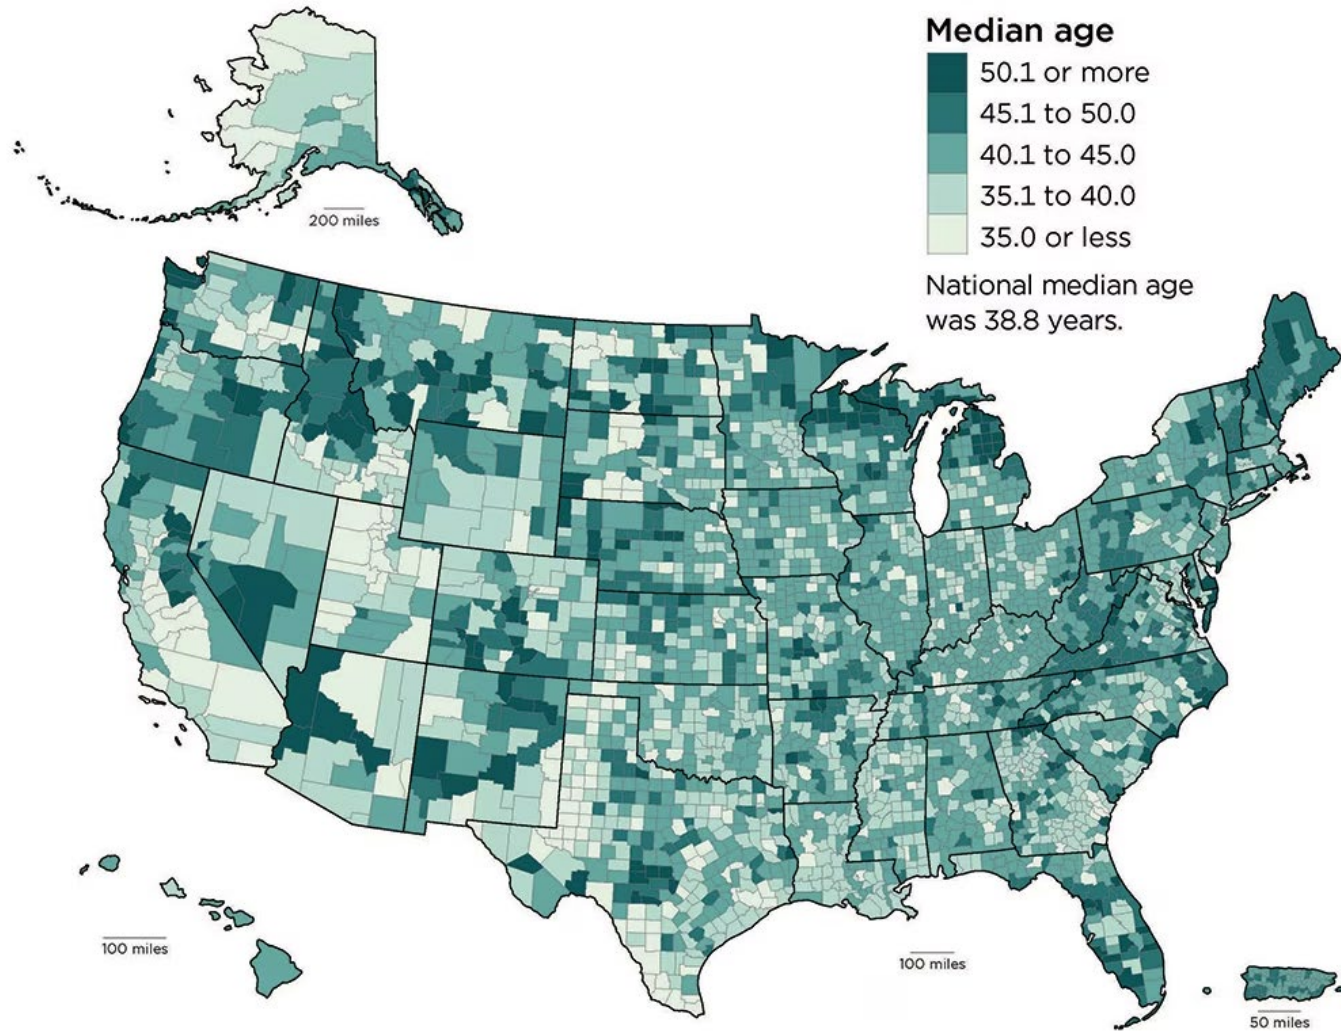 Median age
50.1 or more
45.1 to 50.0
40.1 to 45.0
35.1 to 40.0
35.0 or less
National median age
was 38.8 years.
200 miles
100 miles
100 miles
50 miles